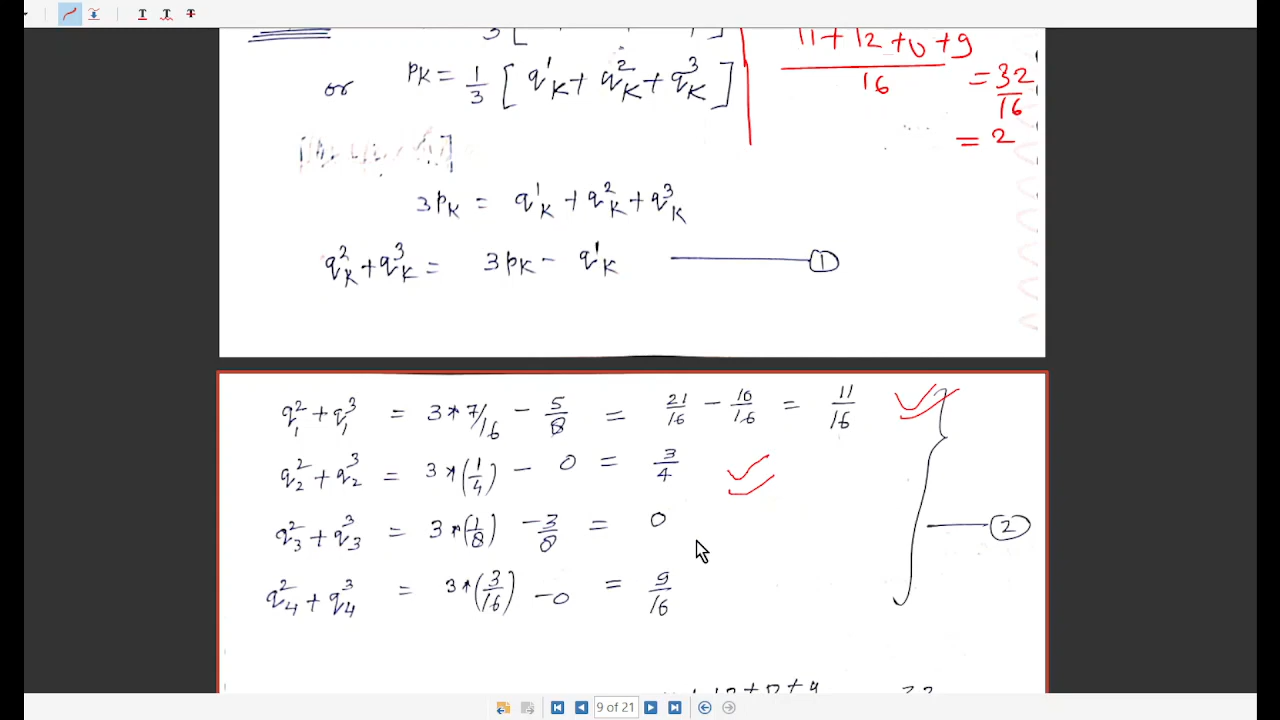 11 + 12 + 0 + 9
16
= 32/16
= 2
or PK = 1/3 [ q¹K + q²K + q³K ]
3PK = q¹K + q²K + q³K
q²K + q³K = 3PK - q¹K ——— ①
q²₁ + q³₁ = 3*7/16 - 5/8 = 21/16 - 10/16 = 11/16
q²₂ + q³₂ = 3*(1/4) - 0 = 3/4
q²₃ + q³₃ = 3*(1/8) - 3/8 = 0
② 
q²₄ + q³₄ = 3*(3/16) - 0 = 9/16
9 of 21